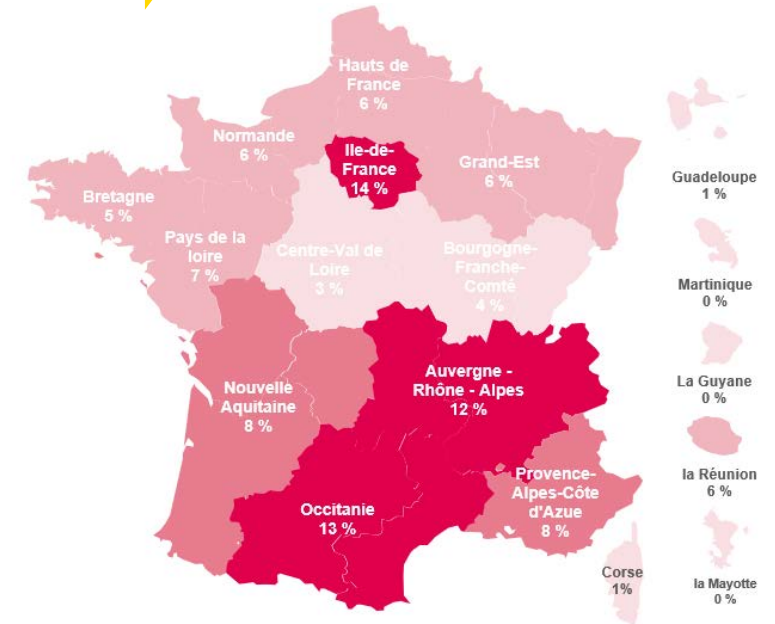 Hauts de
France
6 %
Normande
6 %
Ile-de-
France
14 %
Grand-Est
6 %
Bretagne
5 %
Pays de la
loire
7 %
Centre-Val de
Loire
3 %
Bourgogne-
Franche-
Comté
4 %
Nouvelle
Aquitaine
8 %
Auvergne -
Rhône - Alpes
12 %
Occitanie
13 %
Provence-
Alpes-Côte
d'Azue
8 %
Corse
1%
Guadeloupe
1 %
Martinique
0 %
La Guyane
0 %
la Réunion
6 %
la Mayotte
0 %